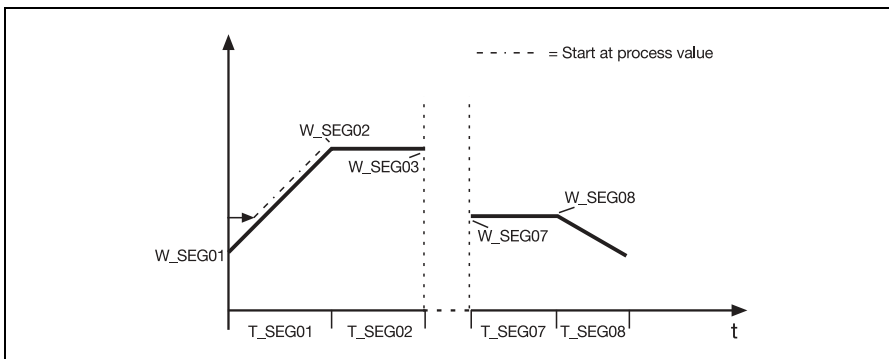 = Start at process value
W_SEG02
W_SEG03
W_SEG08
W_SEG07
W_SEG01
T_SEG01
T_SEG02
T_SEG07
T_SEG08
t